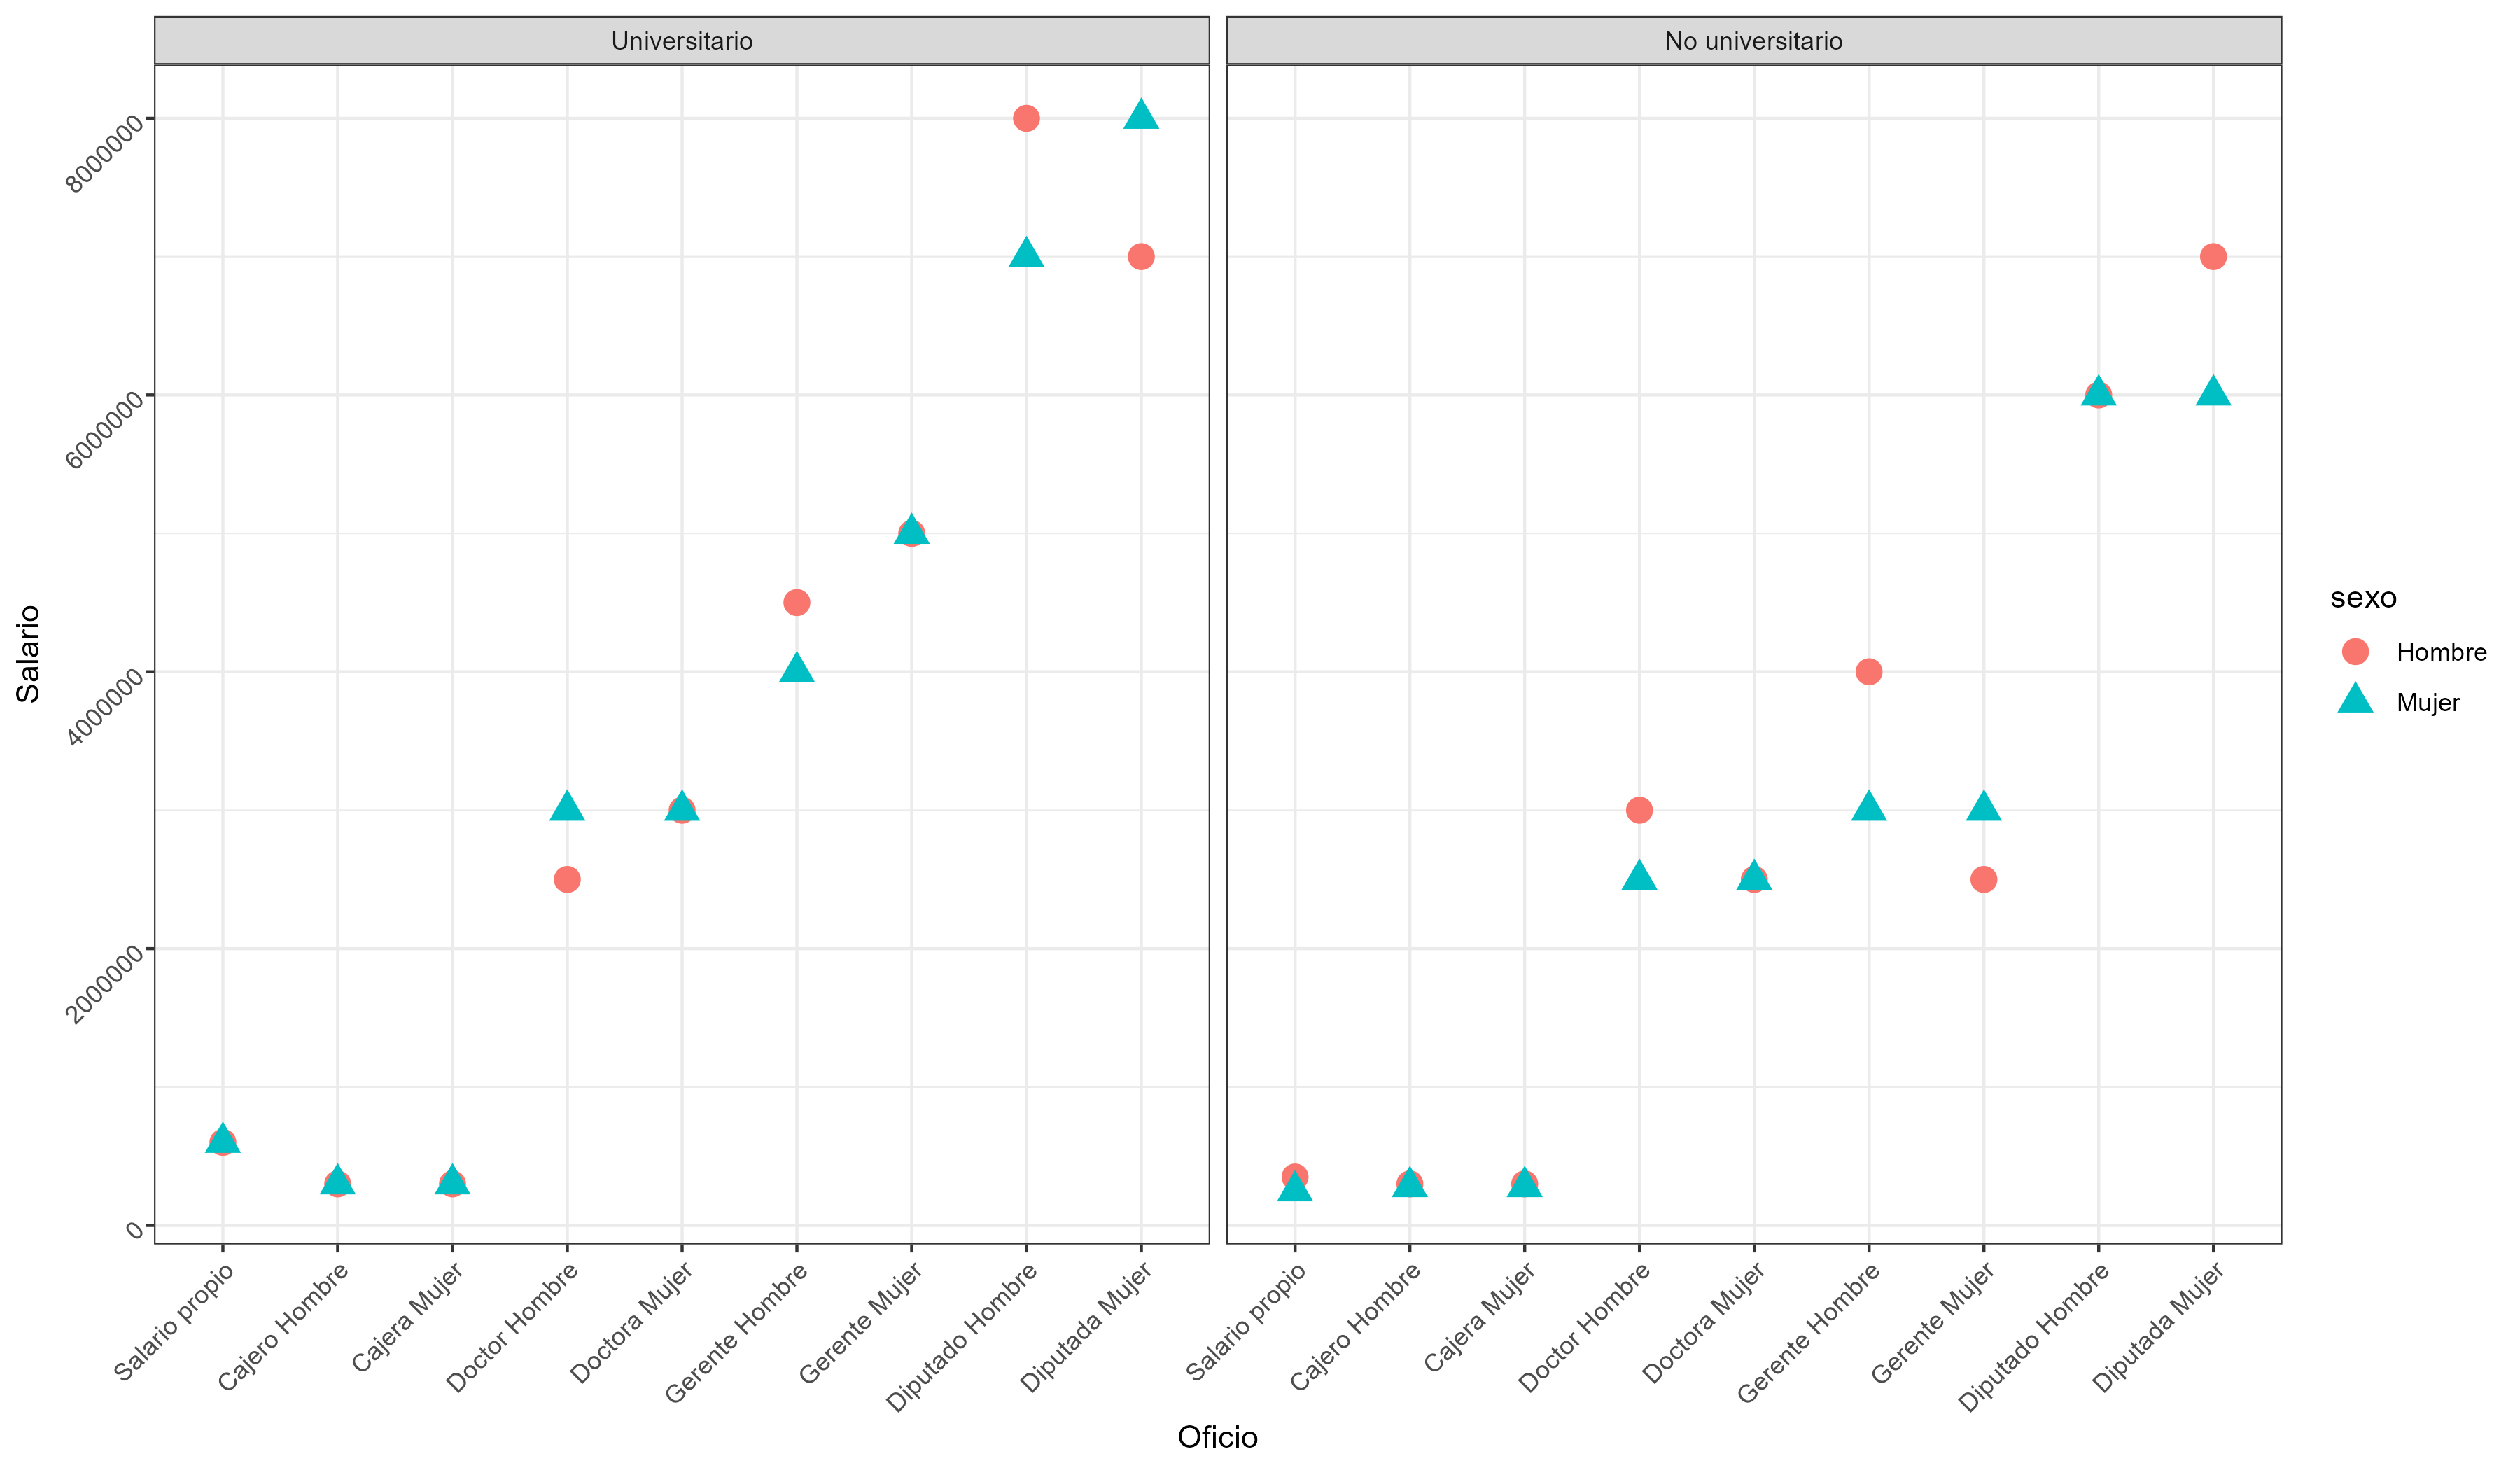 Universitario
No universitario
Salario
8000000
6000000
4000000
2000000
0
Salario propio
Cajero Hombre
Cajera Mujer
Doctor Hombre
Doctora Mujer
Gerente Hombre
Gerente Mujer
Diputado Hombre
Diputada Mujer
Salario propio
Cajero Hombre
Cajera Mujer
Doctor Hombre
Doctora Mujer
Gerente Hombre
Gerente Mujer
Diputado Hombre
Diputada Mujer
Oficio
sexo
Hombre
Mujer